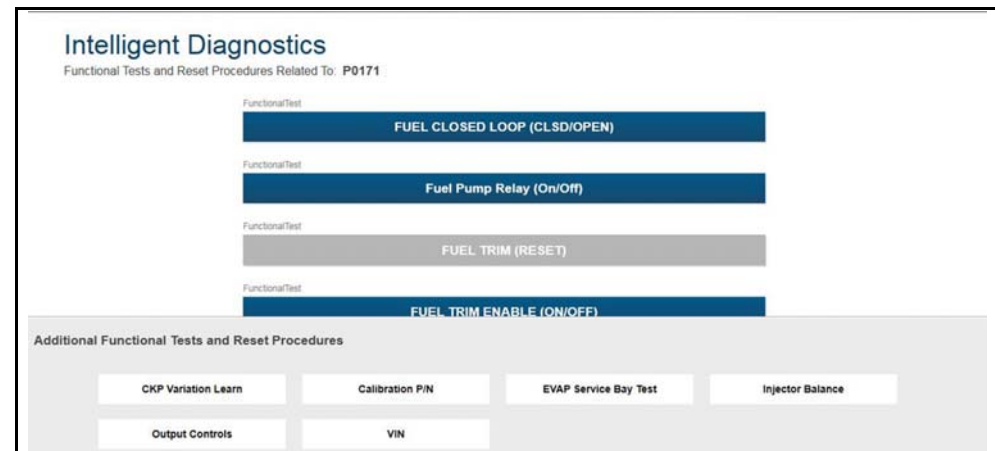 Intelligent Diagnostics
Functional Tests and Reset Procedures Related To: P0171
FunctionalTest
FUEL CLOSED LOOP (CLSD/OPEN)
FunctionalTest
Fuel Pump Relay (On/Off)
FunctionalTest
FUEL TRIM (RESET)
FunctionalTest
FUEL TRIM ENABLE (ON/OFF)
Additional Functional Tests and Reset Procedures
CKP Variation Learn Calibration P/N EVAP Service Bay Test Injector Balance
Output Controls VIN